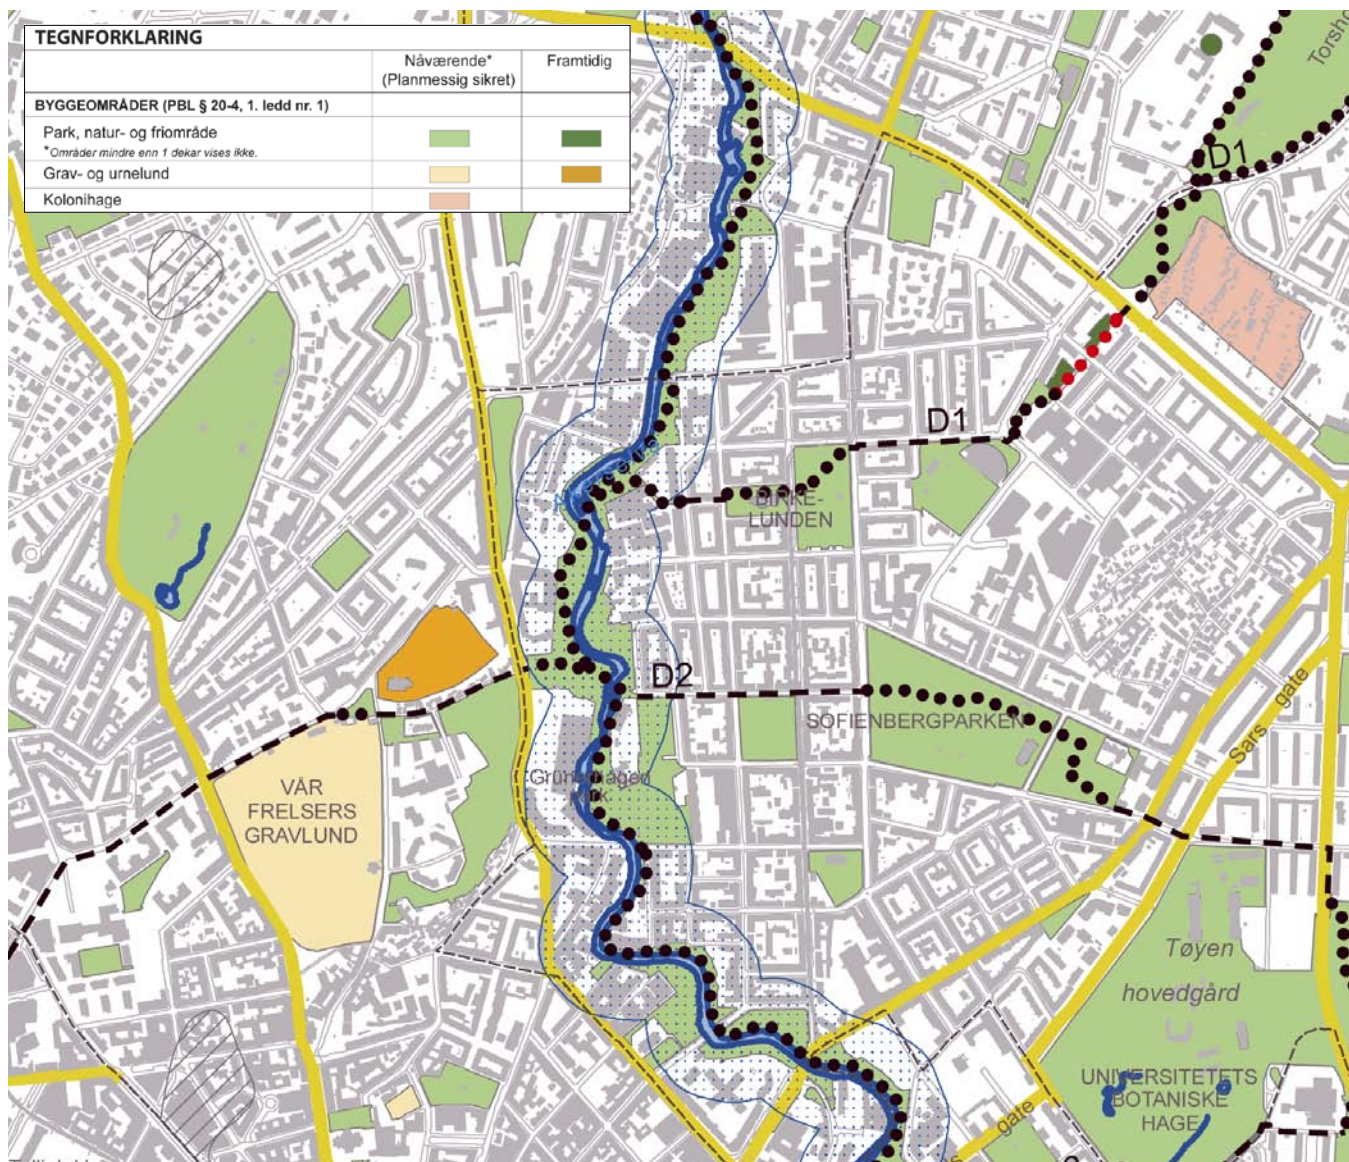 TEGNFORKLARING
Nåværende*
(Planmessig sikret)
Framtidig
BYGGEOMRÅDER (PBL § 20-4, 1. ledd nr. 1)
Park, natur- og friområde
*Områder mindre enn 1 dekar vises ikke.
Grav- og urnelund
Kolonihage
D1
D1
BIRKE-
LUNDEN
D2
SOFIENBERGPARKEN
Sars gate
VÅR
FRELSERS
GRAVLUND
Tøyen
hovedgård
UNIVERSITETETS
BOTANISKE
HAGE
gate